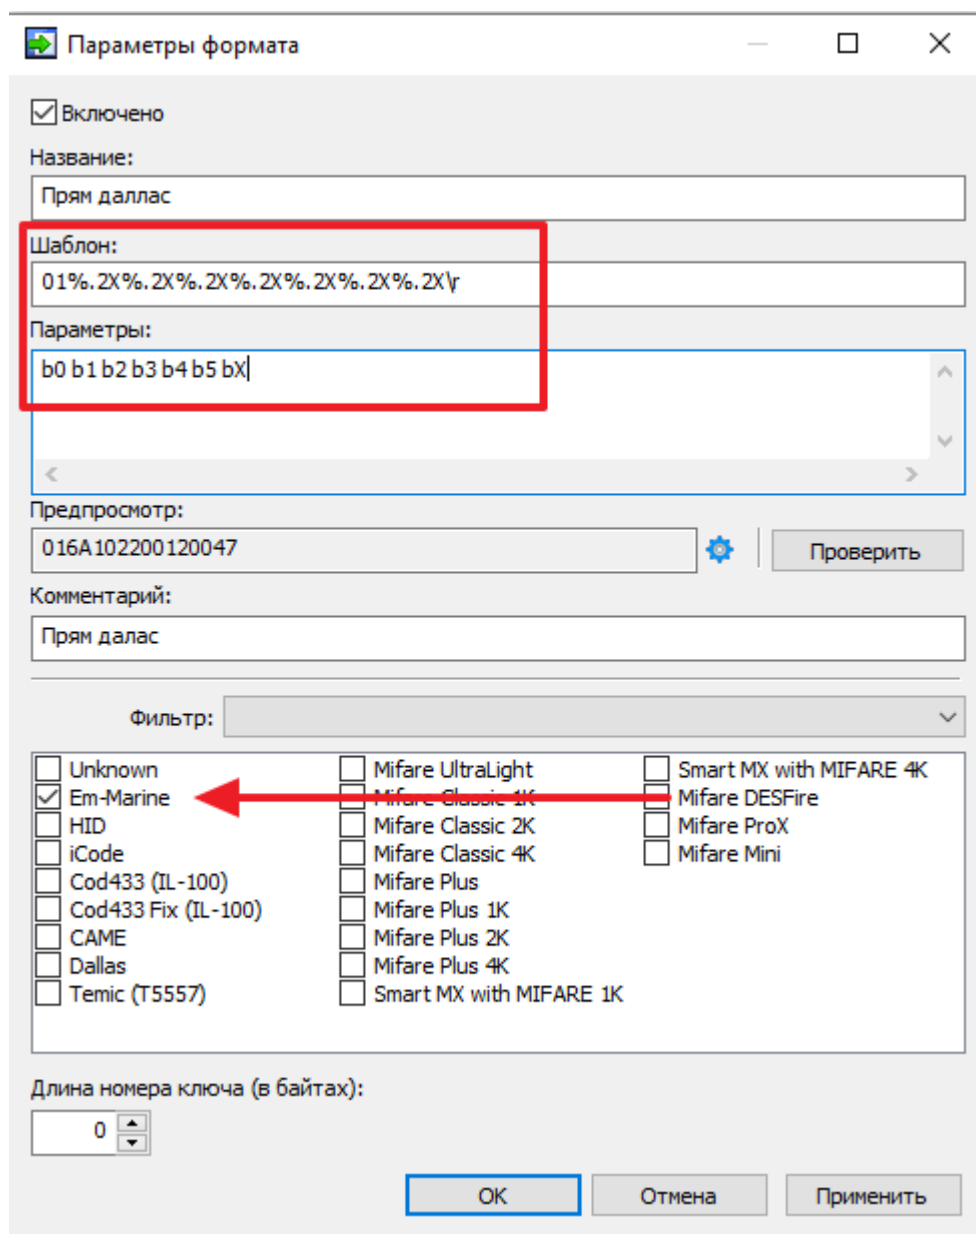 Параметры формата
Включено
Название:
Прям даллас
Шаблон:
01%.2X%.2X%.2X%.2X%.2X%.2X%.2X\r
Параметры:
b0 b1 b2 b3 b4 b5 bX
Предпросмотр:
016A102200120047
Проверить
Комментарий:
Прям далас
Фильтр:
Unknown
Em-Marine
HID
iCode
Cod433 (IL-100)
Cod433 Fix (IL-100)
CAME
Dallas
Temic (T5557)
Mifare UltraLight
Mifare Classic 1K
Mifare Classic 2K
Mifare Classic 4K
Mifare Plus
Mifare Plus 1K
Mifare Plus 2K
Mifare Plus 4K
Smart MX with MIFARE 1K
Smart MX with MIFARE 4K
Mifare DESFire
Mifare ProX
Mifare Mini
Длина номера ключа (в байтах):
0
OK
Отмена
Применить